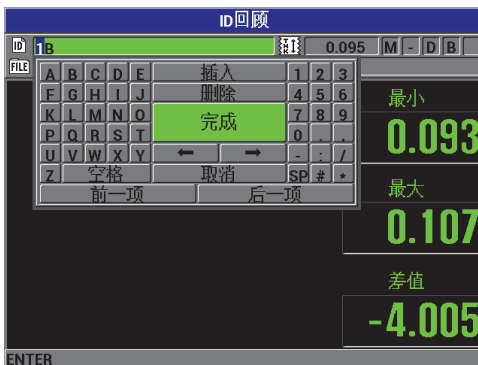 ID回顾
ID 1B 0.095 M - D B
FILE
A B C D E 插入 1 2 3
F G H I J 删除 4 5 6
K L M N O 完成 7 8 9
P Q R S T 0 . ,
U V W X Y ← → - : /
Z 空格 取消 SP # *
前一项 后一项
最小
0.093
最大
0.107
差值
-4.005
ENTER